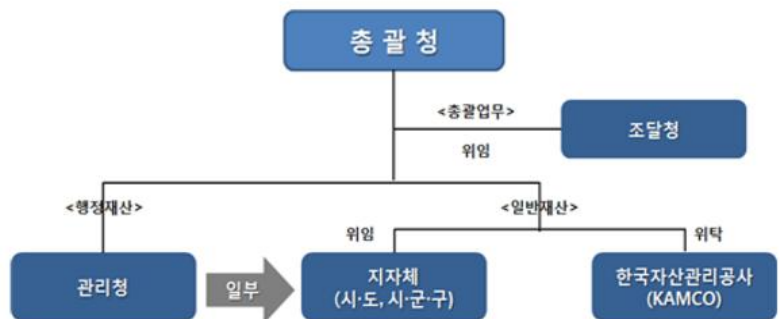 총괄청
<총괄업무>
조달청
위임
<행정재산>
<일반재산>
위임
위탁
관리청
일부
지자체
(시·도, 시·군·구)
한국자산관리공사
(KAMCO)